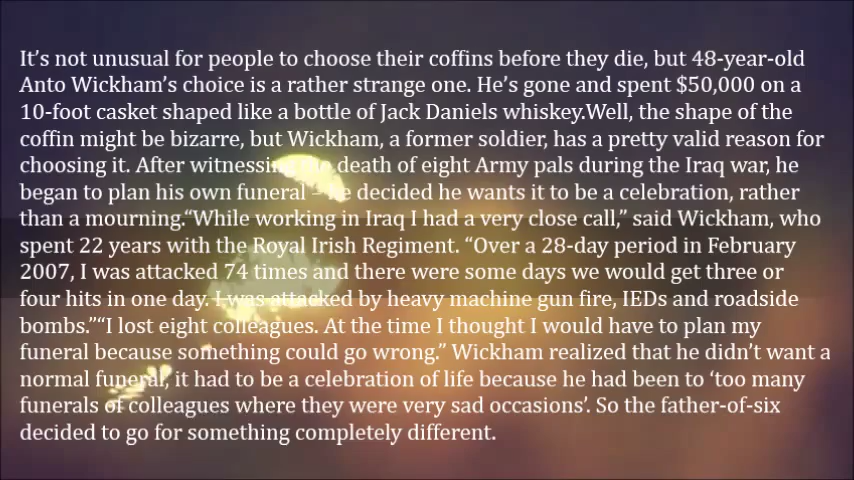 It’s not unusual for people to choose their coffins before they die, but 48-year-old
Anto Wickham’s choice is a rather strange one. He’s gone and spent $50,000 on a
10-foot casket shaped like a bottle of Jack Daniels whiskey.Well, the shape of the
coffin might be bizarre, but Wickham, a former soldier, has a pretty valid reason for
choosing it. After witnessing the death of eight Army pals during the Iraq war, he
began to plan his own funeral – he decided he wants it to be a celebration, rather
than a mourning.“While working in Iraq I had a very close call,” said Wickham, who
spent 22 years with the Royal Irish Regiment. “Over a 28-day period in February
2007, I was attacked 74 times and there were some days we would get three or
four hits in one day. I was attacked by heavy machine gun fire, IEDs and roadside
bombs.”“I lost eight colleagues. At the time I thought I would have to plan my
funeral because something could go wrong.” Wickham realized that he didn’t want a
normal funeral, it had to be a celebration of life because he had been to ‘too many
funerals of colleagues where they were very sad occasions’. So the father-of-six
decided to go for something completely different.